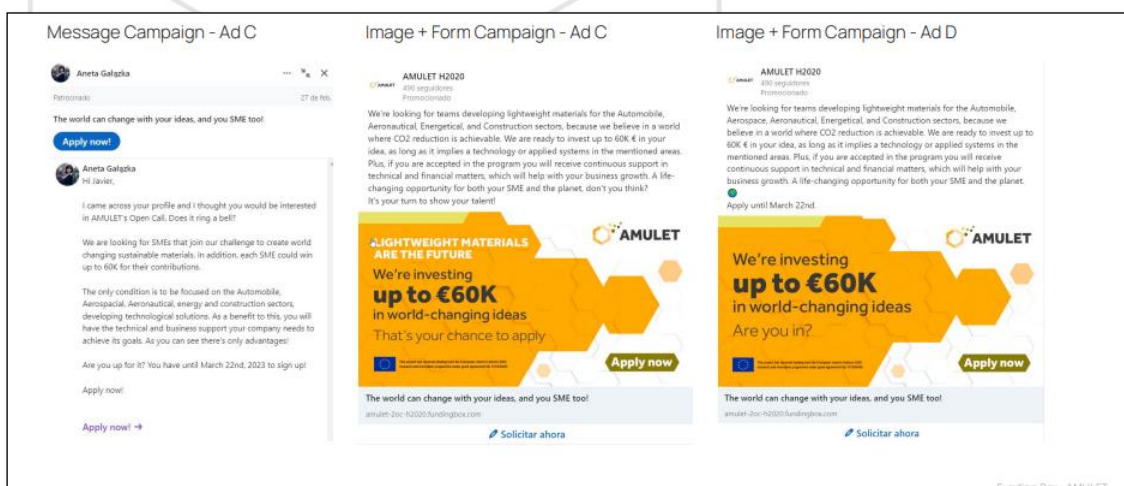 Message Campaign - Ad C
Aneta Gałązka
Patrocinado 27 de feb.
The world can change with your ideas, and you SME too!
Apply now!
Aneta Gałązka
Hi Javier,
I came across your profile and I thought you would be interested
in AMULET's Open Call. Does it ring a bell?
We are looking for SMEs that join our challenge to create world
changing sustainable materials. In addition, each SME could win
up to 60K for their contributions.
The only condition is to be focused on the Automobile,
Aerospacial, Aeronautical, energy and construction sectors,
developing technological solutions. As a benefit to this, you will
have the technical and business support your company needs to
achieve its goals. As you can see there's only advantages!
Are you up for it? You have until March 22nd, 2023 to sign up!
Apply now!
Apply now! →
Image + Form Campaign - Ad C
AMULET
AMULET H2020
490 seguidores
Promocionado
We're looking for teams developing lightweight materials for the Automobile,
Aeronautical, Energetical, and Construction sectors, because we believe in a world
where CO2 reduction is achievable. We are ready to invest up to 60K € in your
idea, as long as it implies a technology or applied systems in the mentioned areas.
Plus, if you are accepted in the program you will receive continuous support in
technical and financial matters, which will help with your business growth. A life-
changing opportunity for both your SME and the planet, don't you think?
It's your turn to show your talent!
AMULET
LIGHTWEIGHT MATERIALS
ARE THE FUTURE
We're investing
up to €60K
in world-changing ideas
That's your chance to apply
Apply now
The world can change with your ideas, and you SME too!
amulet-2oc-h2020.fundingbox.com
Solicitar ahora
Image + Form Campaign - Ad D
AMULET
AMULET H2020
490 seguidores
Promocionado
We're looking for teams developing lightweight materials for the Automobile,
Aerospace, Aeronautical, Energetical, and Construction sectors, because we
believe in a world where CO2 reduction is achievable. We are ready to invest up to
60K € in your idea, as long as it implies a technology or applied systems in the
mentioned areas. Plus, if you are accepted in the program you will receive
continuous support in technical and financial matters, which will help with your
business growth. A life-changing opportunity for both your SME and the planet.
Apply until March 22nd.
AMULET
We're investing
up to €60K
in world-changing ideas
Are you in?
Apply now
The world can change with your ideas, and you SME too!
amulet-2oc-h2020.fundingbox.com
Solicitar ahora